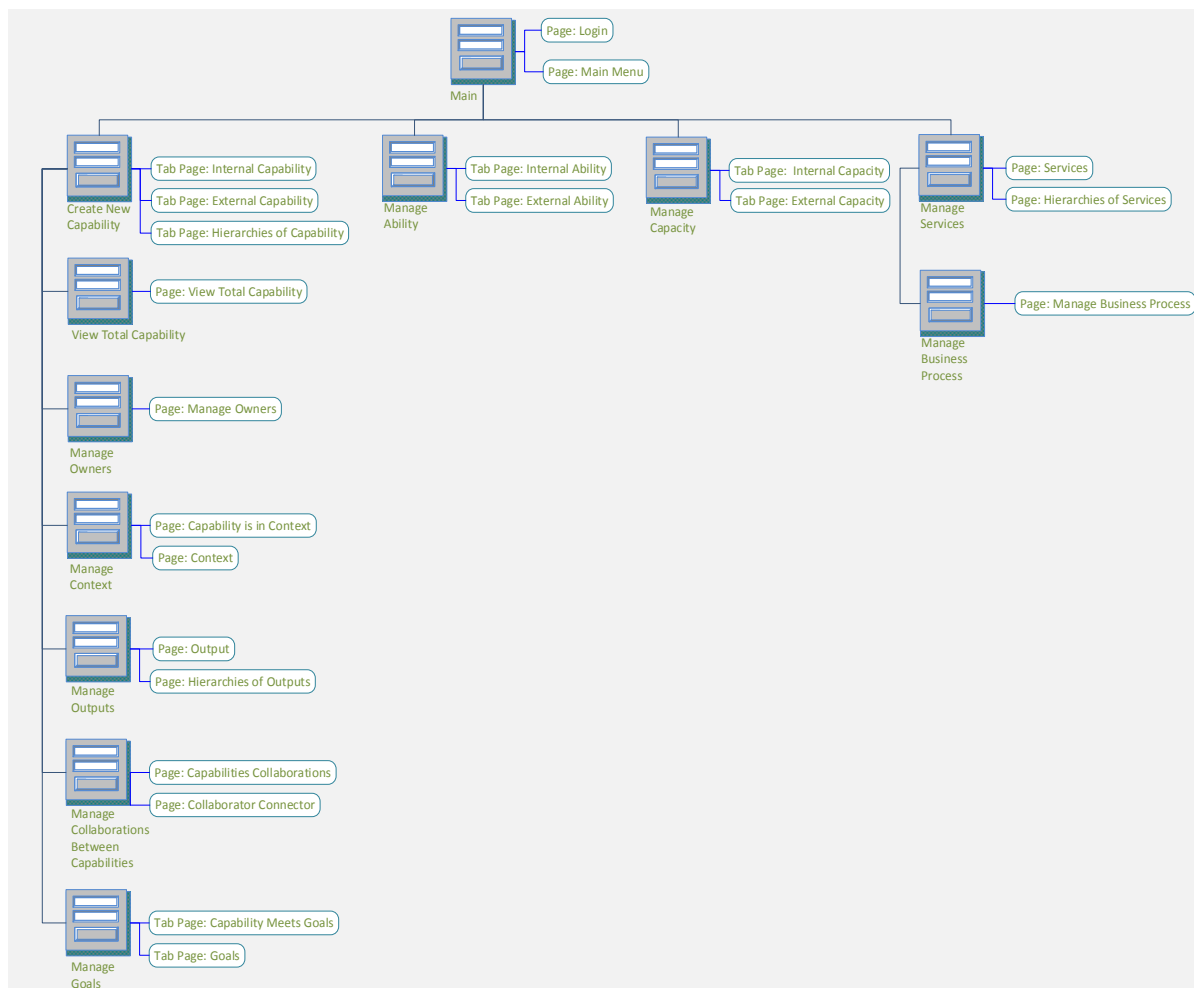 Page: Login
Page: Main Menu
Main
Tab Page: Internal Capability
Tab Page: External Capability
Tab Page: Hierarchies of Capability
Create New
Capability
Tab Page: Internal Ability
Tab Page: External Ability
Manage
Ability
Tab Page:  Internal Capacity
Tab Page: External Capacity
Manage
Capacity
Page: Services
Page: Hierarchies of Services
Manage
Services
Page: View Total Capability
View Total Capability
Page: Manage Business Process
Manage
Business
Process
Page: Manage Owners
Manage
Owners
Page: Capability is in Context
Page: Context
Manage
Context
Page: Output
Page: Hierarchies of Outputs
Manage
Outputs
Page: Capabilities Collaborations
Page: Collaborator Connector
Manage
Collaborations
Between
Capabilities
Tab Page: Capability Meets Goals
Tab Page: Goals
Manage
Goals